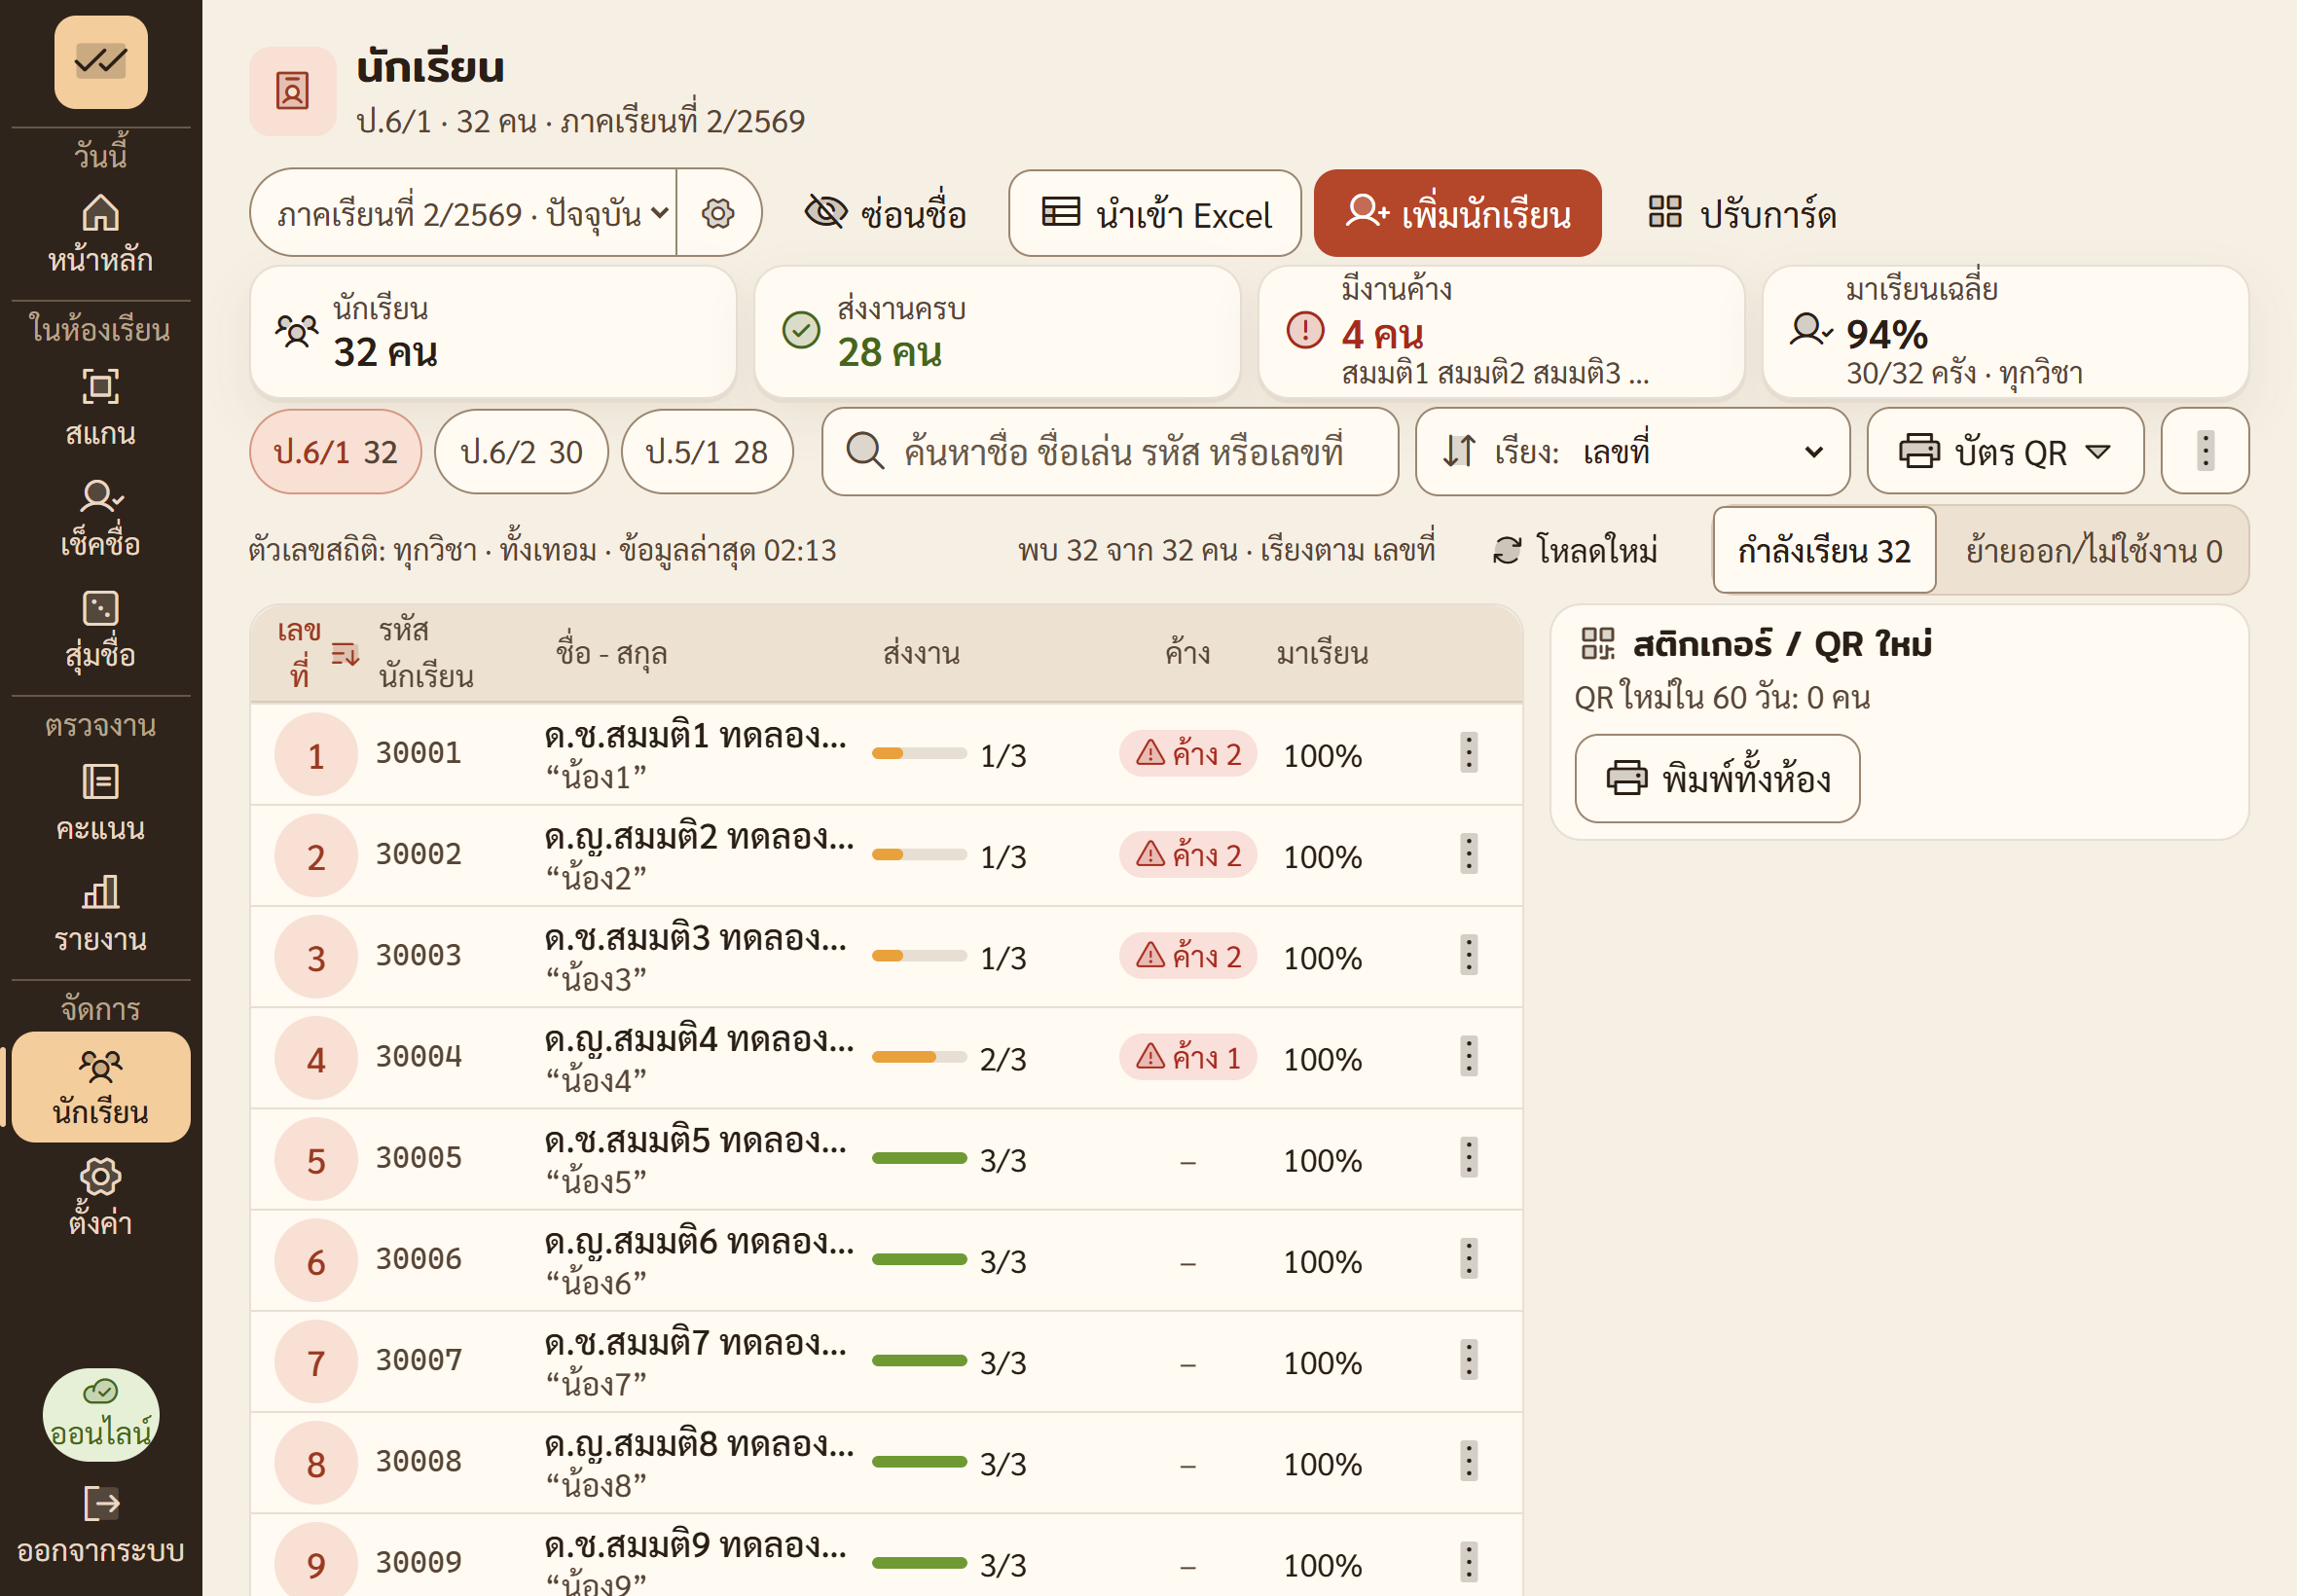 วันนี้
หน้าหลัก
ในห้องเรียน
สแกน
เช็คชื่อ
สุ่มชื่อ
ตรวจงาน
คะแนน
รายงาน
จัดการ
นักเรียน
ตั้งค่า
ออนไลน์
ออกจากระบบ
นักเรียน
ป.6/1 · 32 คน · ภาคเรียนที่ 2/2569
ภาคเรียนที่ 2/2569 · ปัจจุบัน
ซ่อนชื่อ
นำเข้า Excel
เพิ่มนักเรียน
ปรับการ์ด
นักเรียน
32 คน
ส่งงานครบ
28 คน
มีงานค้าง
4 คน
สมมติ1 สมมติ2 สมมติ3 ...
มาเรียนเฉลี่ย
94%
30/32 ครั้ง · ทุกวิชา
ป.6/1 32
ป.6/2 30
ป.5/1 28
ค้นหาชื่อ ชื่อเล่น รหัส หรือเลขที่
เรียง: เลขที่
บัตร QR
ตัวเลขสถิติ: ทุกวิชา · ทั้งเทอม · ข้อมูลล่าสุด 02:13
พบ 32 จาก 32 คน · เรียงตาม เลขที่
โหลดใหม่
กำลังเรียน 32
ย้ายออก/ไม่ใช้งาน 0
เลขที่ รหัสนักเรียน ชื่อ - สกุล ส่งงาน ค้าง มาเรียน
1 30001 ด.ช.สมมติ1 ทดลอง... 1/3 ค้าง 2 100%
“น้อง1”
2 30002 ด.ญ.สมมติ2 ทดลอง... 1/3 ค้าง 2 100%
“น้อง2”
3 30003 ด.ช.สมมติ3 ทดลอง... 1/3 ค้าง 2 100%
“น้อง3”
4 30004 ด.ญ.สมมติ4 ทดลอง... 2/3 ค้าง 1 100%
“น้อง4”
5 30005 ด.ช.สมมติ5 ทดลอง... 3/3 – 100%
“น้อง5”
6 30006 ด.ญ.สมมติ6 ทดลอง... 3/3 – 100%
“น้อง6”
7 30007 ด.ช.สมมติ7 ทดลอง... 3/3 – 100%
“น้อง7”
8 30008 ด.ญ.สมมติ8 ทดลอง... 3/3 – 100%
“น้อง8”
9 30009 ด.ช.สมมติ9 ทดลอง... 3/3 – 100%
“น้อง9”
สติกเกอร์ / QR ใหม่
QR ใหม่ใน 60 วัน: 0 คน
พิมพ์ทั้งห้อง